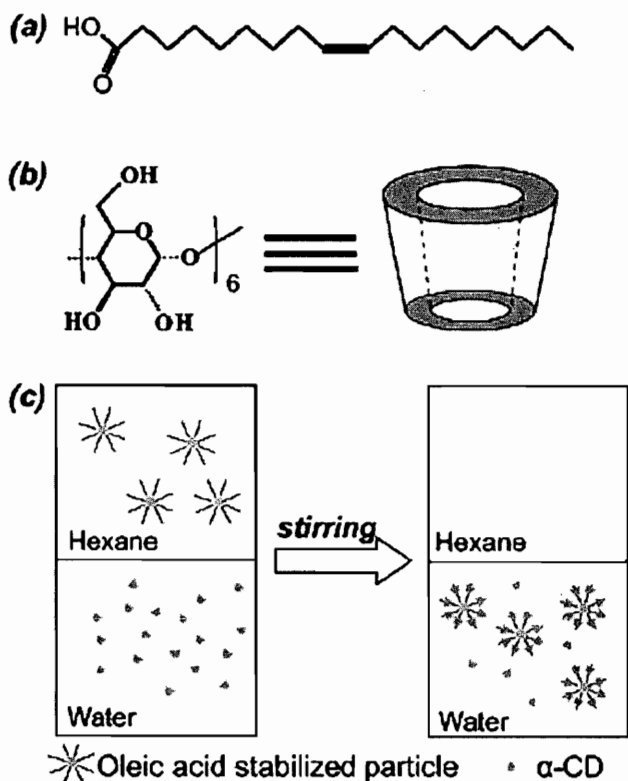 (a) HO
O
(b)
OH
O
O
6
HO
OH
(c)
stirring
Hexane
Hexane
Water
Water
Oleic acid stabilized particle
α-CD